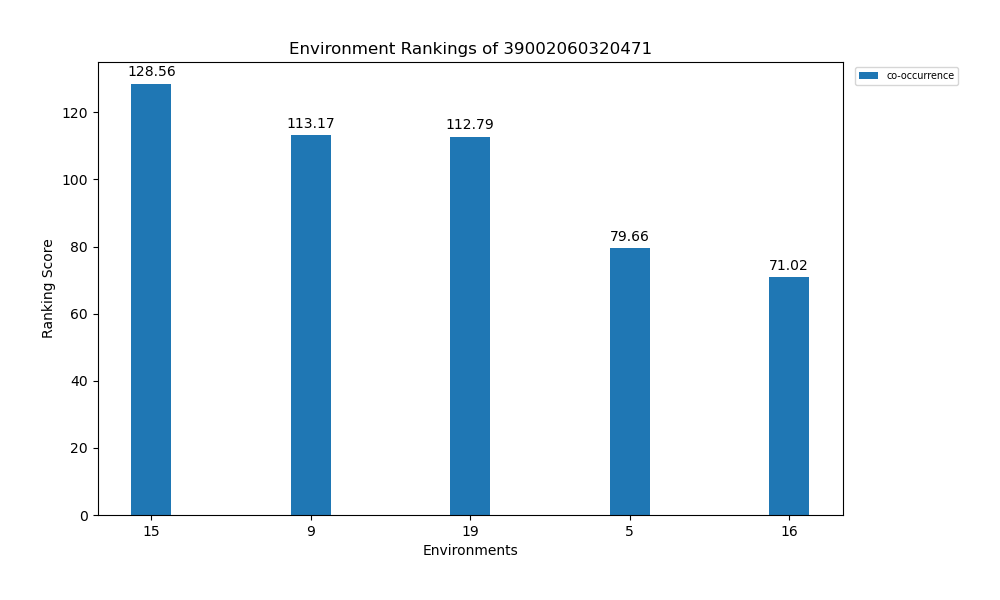 Environment Rankings of 39002060320471
co-occurrence
128.56
113.17
112.79
79.66
71.02
Ranking Score
120
100
80
60
40
20
0
15 9 19 5 16
Environments